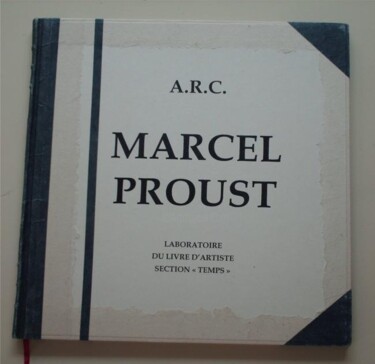 A.R.C.
MARCEL
PROUST
LABORATOIRE
DU LIVRE D'ARTISTE
SECTION « TEMPS »